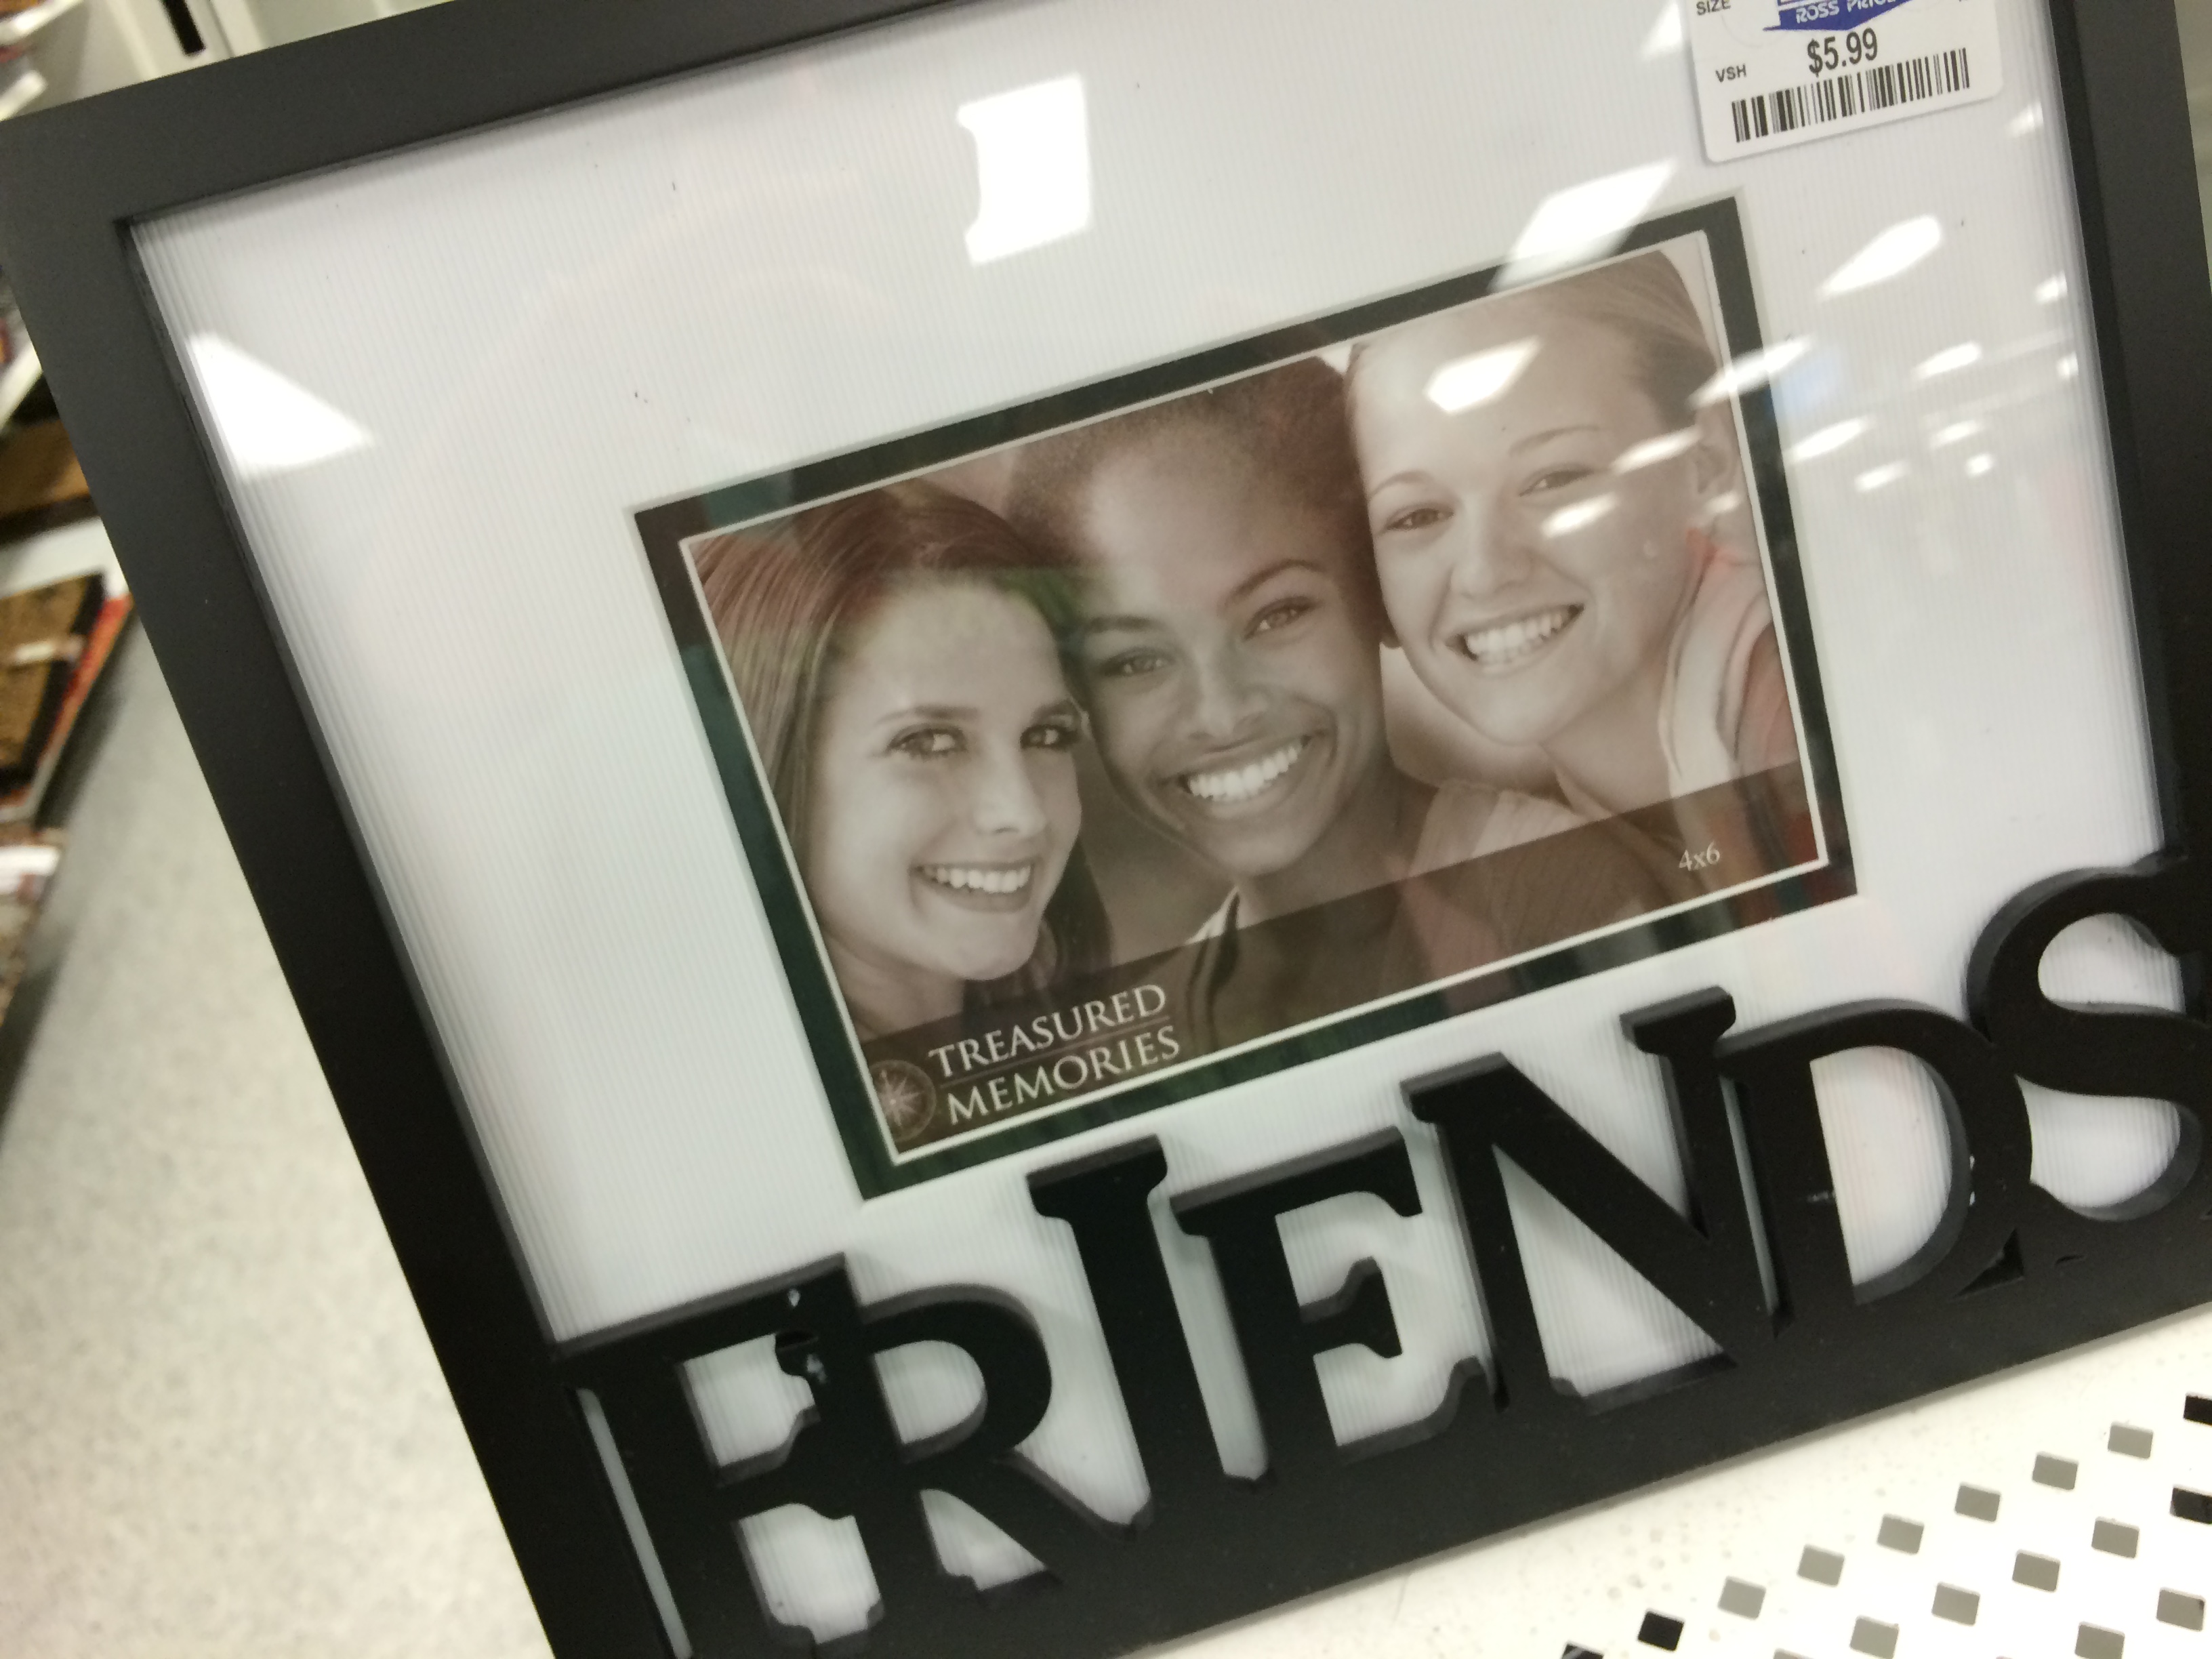 SIZE
ROSS PRICE
$5.99
VSH
4x6
TREASURED
MEMORIES
FRIENDS